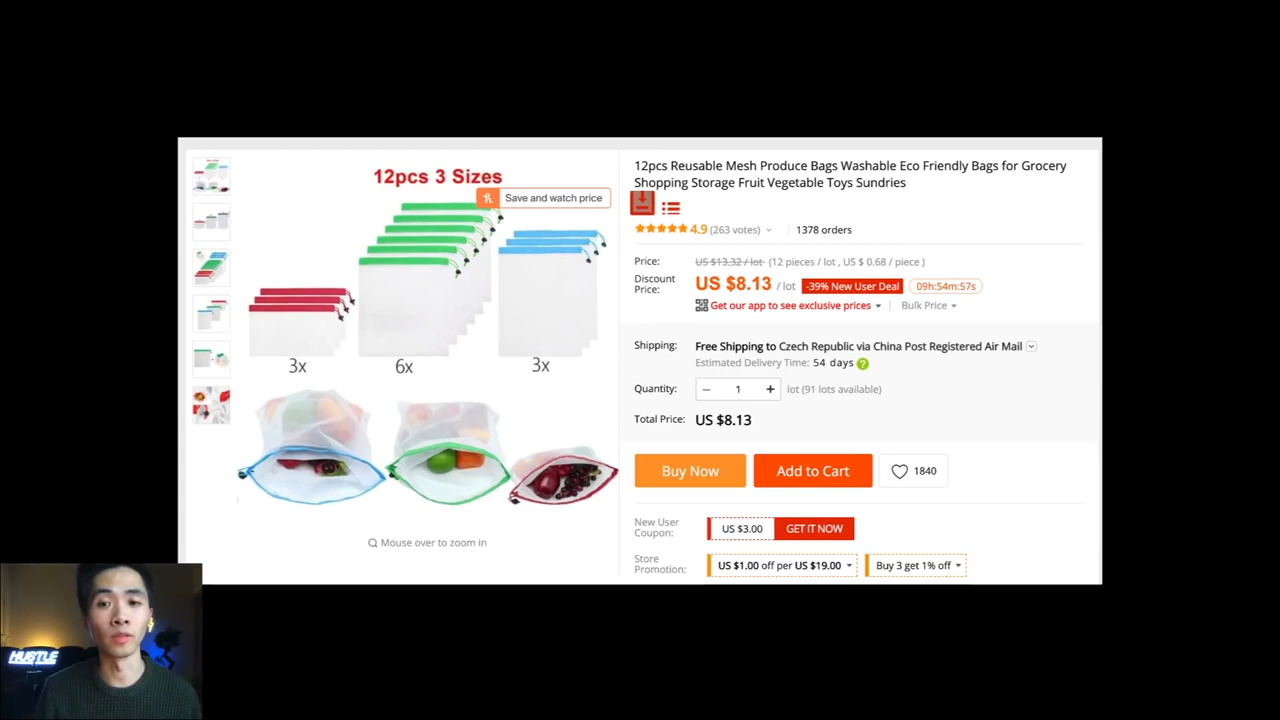 12pcs 3 Sizes
Save and watch price
3x
6x
3x
Mouse over to zoom in
12pcs Reusable Mesh Produce Bags Washable Eco Friendly Bags for Grocery
Shopping Storage Fruit Vegetable Toys Sundries
4.9 (263 votes)
1378 orders
Price:
US $13.32 / lot (12 pieces / lot , US $ 0.68 / piece )
Discount
Price:
US $8.13 / lot
-39% New User Deal
09h:54m:57s
Get our app to see exclusive prices
Bulk Price
Shipping:
Free Shipping to Czech Republic via China Post Registered Air Mail
Estimated Delivery Time: 54 days ?
Quantity:
− 1 +
lot (91 lots available)
Total Price:
US $8.13
Buy Now
Add to Cart
1840
New User
Coupon:
US $3.00
GET IT NOW
Store
Promotion:
US $1.00 off per US $19.00
Buy 3 get 1% off
HUSTLE